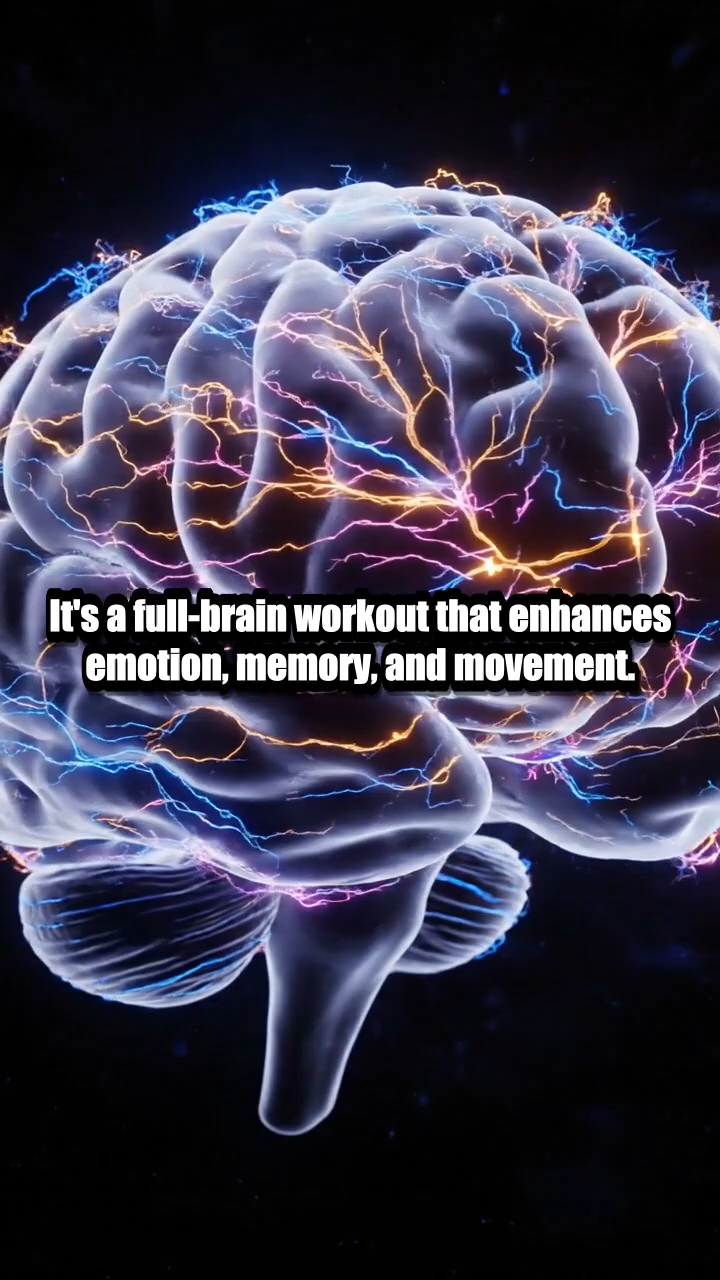 It's a full-brain workout that enhances
emotion, memory, and movement.